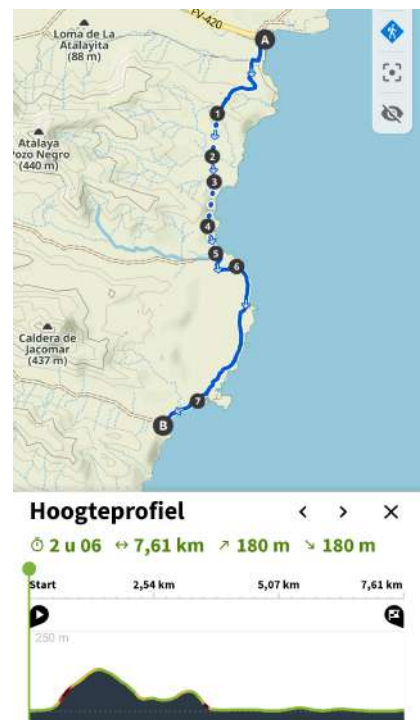 FV-420
Loma de La
Atalayita
(88 m)
A
1
Atalaya
Pozo Negro
(440 m)
2
3
4
5
6
Caldera de
Jacomar
(437 m)
7
B
Hoogteprofiel
2 u 06 7,61 km 180 m 180 m
Start 2,54 km 5,07 km 7,61 km
250 m